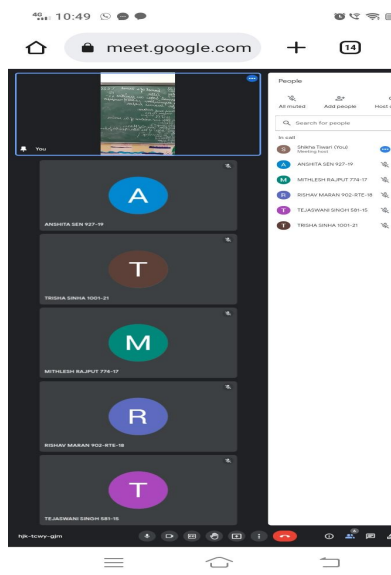 4G 10:49
meet.google.com
14
You
ANSHITA SEN 927-19
TRISHA SINHA 1001-21
MITHLESH RAJPUT 774-17
RISHAV MARAN 902-RTE-18
TEJASWANI SINGH 581-15
hjk-tcwy-gjm
People
All muted
Add people
Host c
Search for people
In call
Shikha Tiwari (You)
Meeting host
ANSHITA SEN 927-19
MITHLESH RAJPUT 774-17
RISHAV MARAN 902-RTE-18
TEJASWANI SINGH 581-15
TRISHA SINHA 1001-21
A
T
M
R
T
S
A
M
R
T
T
6